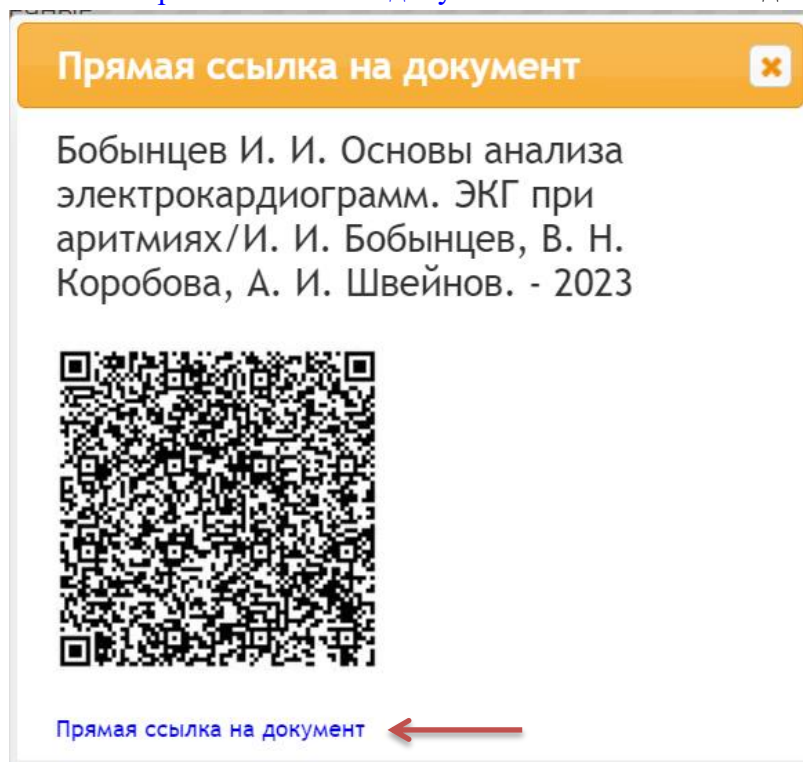 Прямая ссылка на документ
Бобынцев И. И. Основы анализа
электрокардиограмм. ЭКГ при
аритмиях/И. И. Бобынцев, В. Н.
Коробова, А. И. Швейнов. - 2023
Прямая ссылка на документ